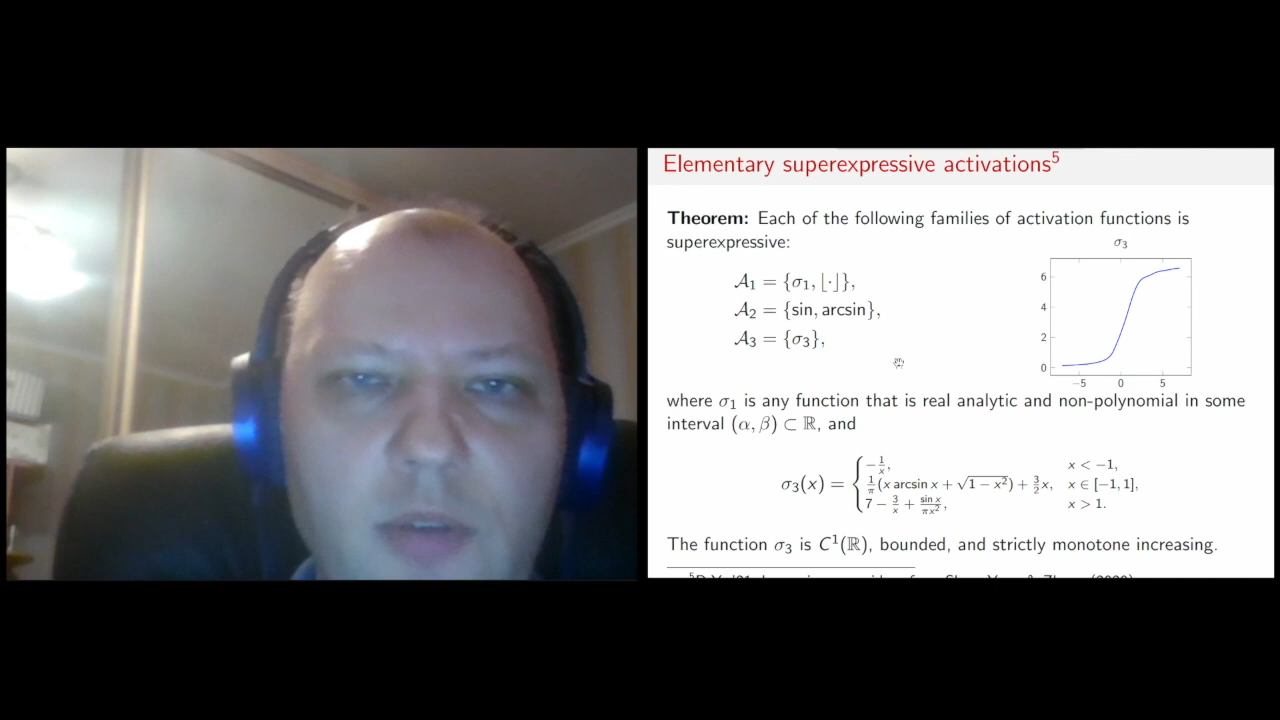 Elementary superexpressive activations⁵
Theorem: Each of the following families of activation functions is
superexpressive:
σ₃
𝒜₁ = {σ₁, ⌊·⌋},
𝒜₂ = {sin, arcsin},
𝒜₃ = {σ₃},
6
4
2
0
−5 0 5
where σ₁ is any function that is real analytic and non-polynomial in some
interval (α, β) ⊂ ℝ, and
σ₃(x) = {
−1/x, x < −1,
1/π (x arcsin x + √(1 − x²)) + 3/2 x, x ∈ [−1, 1],
7 − 3/x + sin x/πx², x > 1.
The function σ₃ is C¹(ℝ), bounded, and strictly monotone increasing.